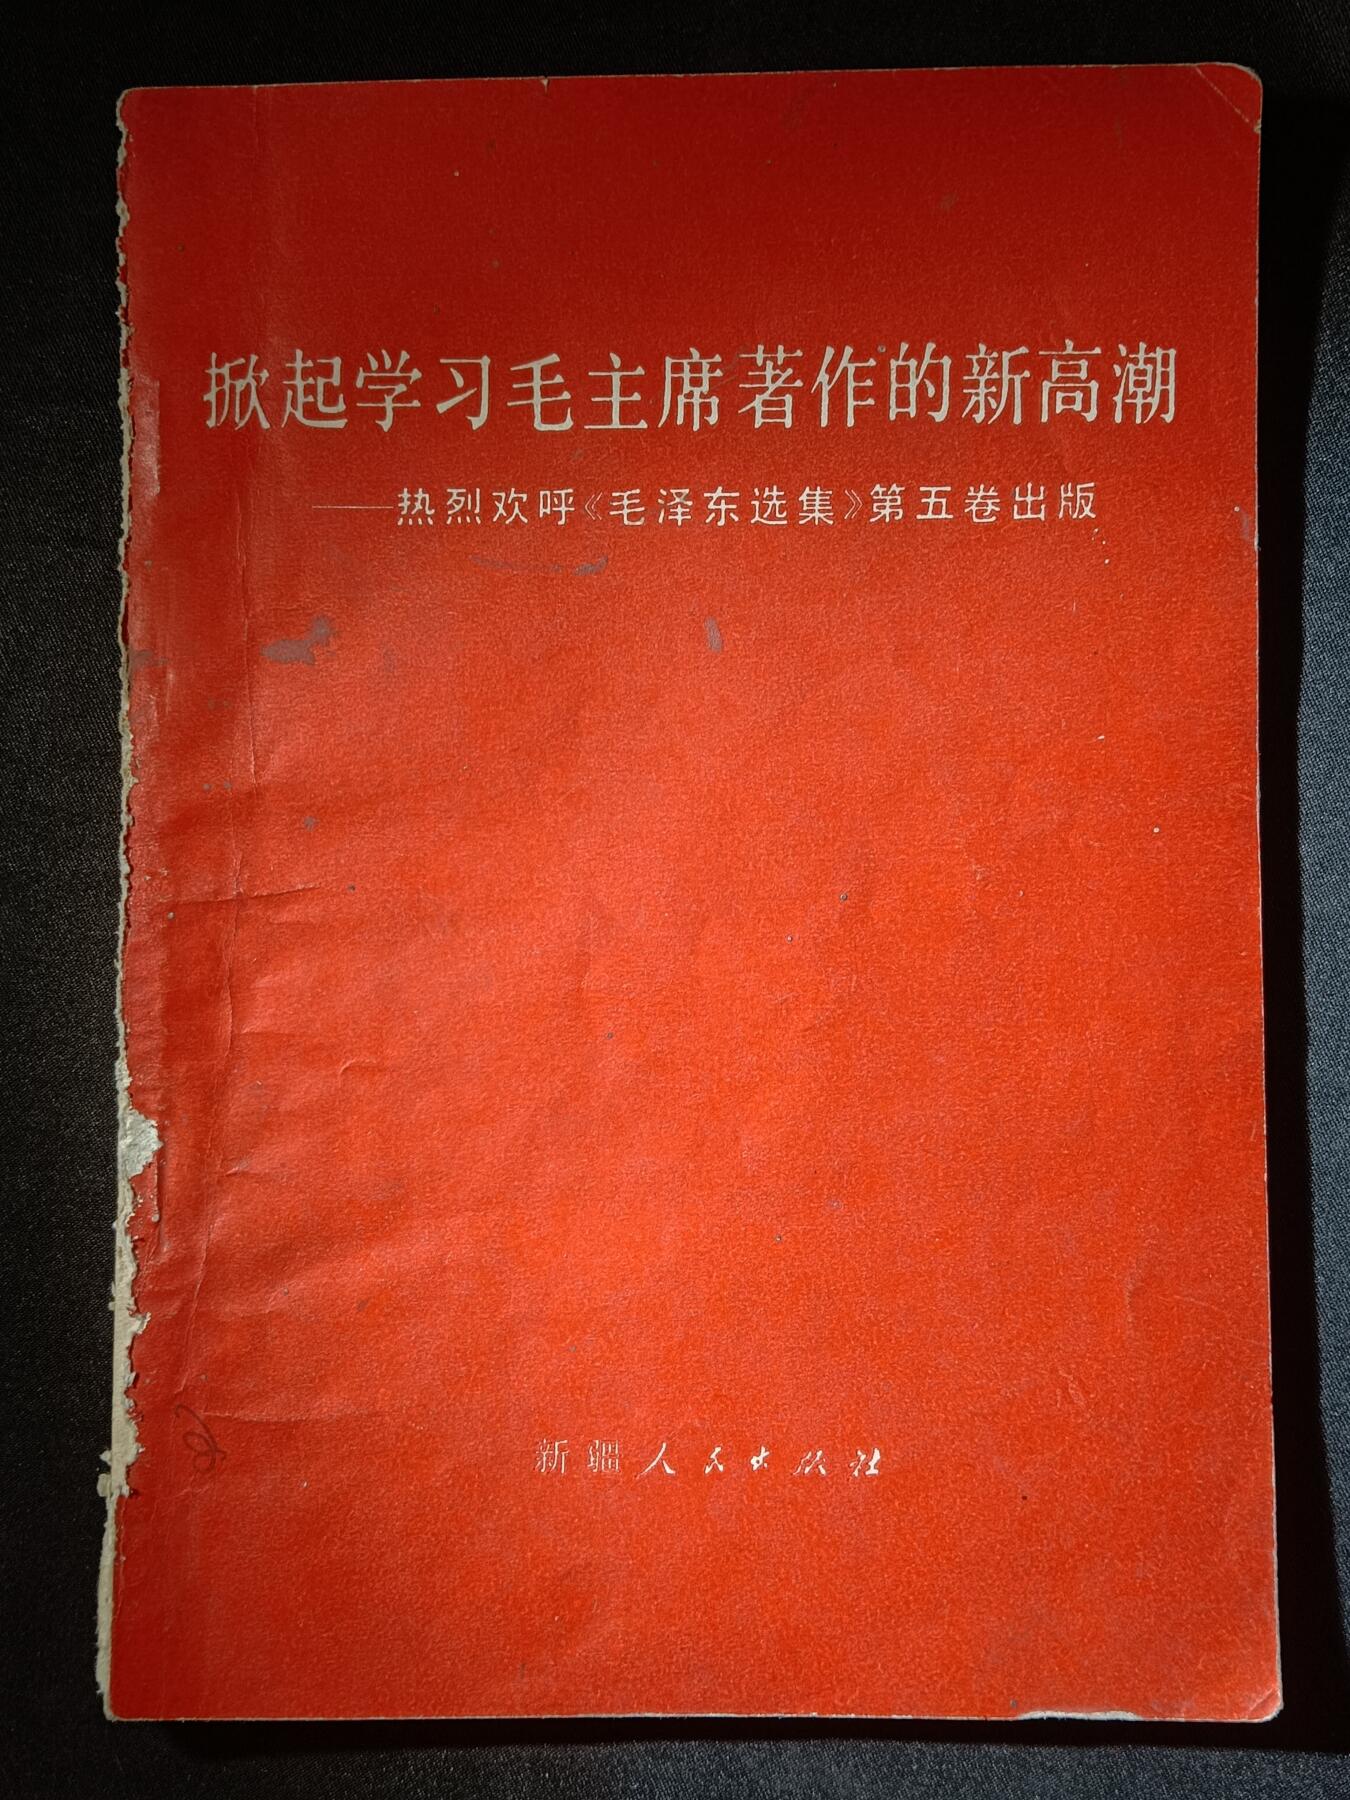 掀起学习毛主席著作的新高潮
——热烈欢呼《毛泽东选集》第五卷出版
新疆人民出版社